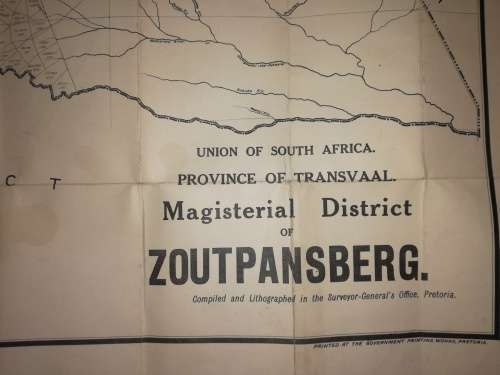 C T
UNION OF SOUTH AFRICA.
PROVINCE OF TRANSVAAL.
Magisterial District
OF
ZOUTPANSBERG.
Compiled and Lithographed in the Surveyor-General's Office, Pretoria.
PRINTED AT THE GOVERNMENT PRINTING WORKS, PRETORIA.